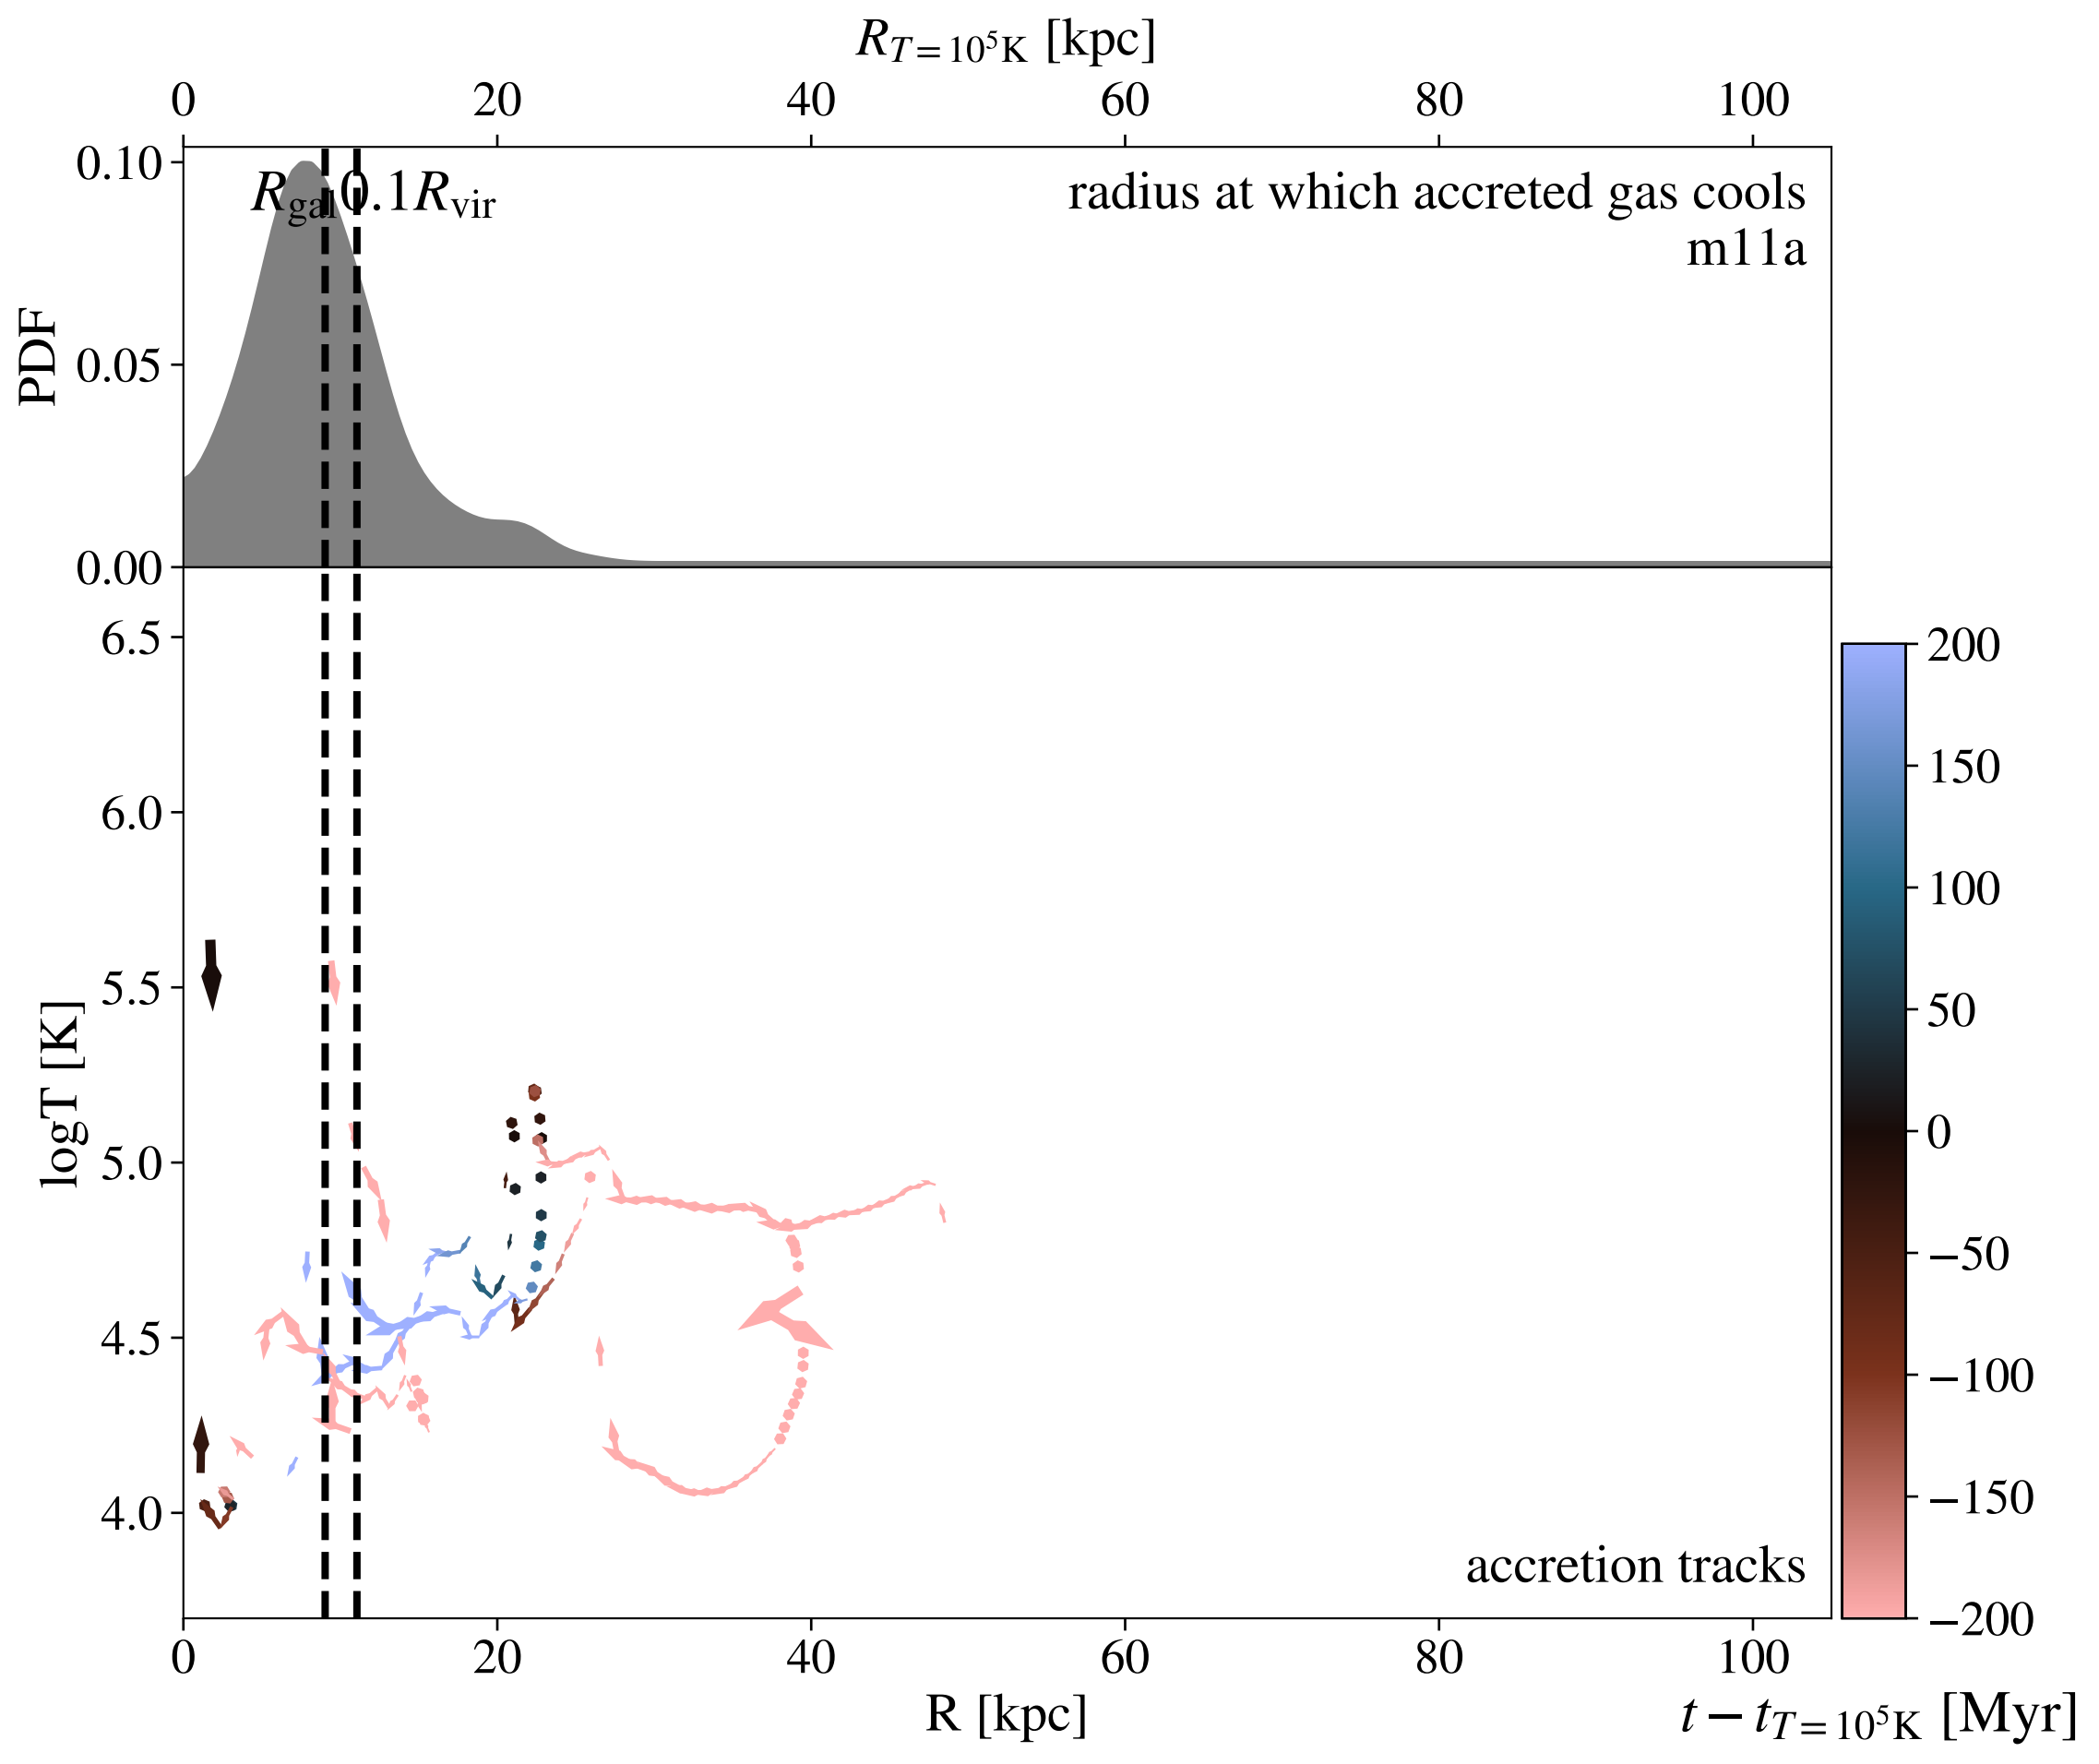 R_{T=10^5K} [kpc]
0 20 40 60 80 100
0.10
R_gal 0.1R_vir
radius at which accreted gas cools
m11a
PDF
0.05
0.00
6.5
200
150
6.0
100
5.5
50
logT [K]
0
5.0
−50
4.5
−100
−150
4.0
accretion tracks
−200
0 20 40 60 80 100
R [kpc]
t − t_{T=10^5K} [Myr]